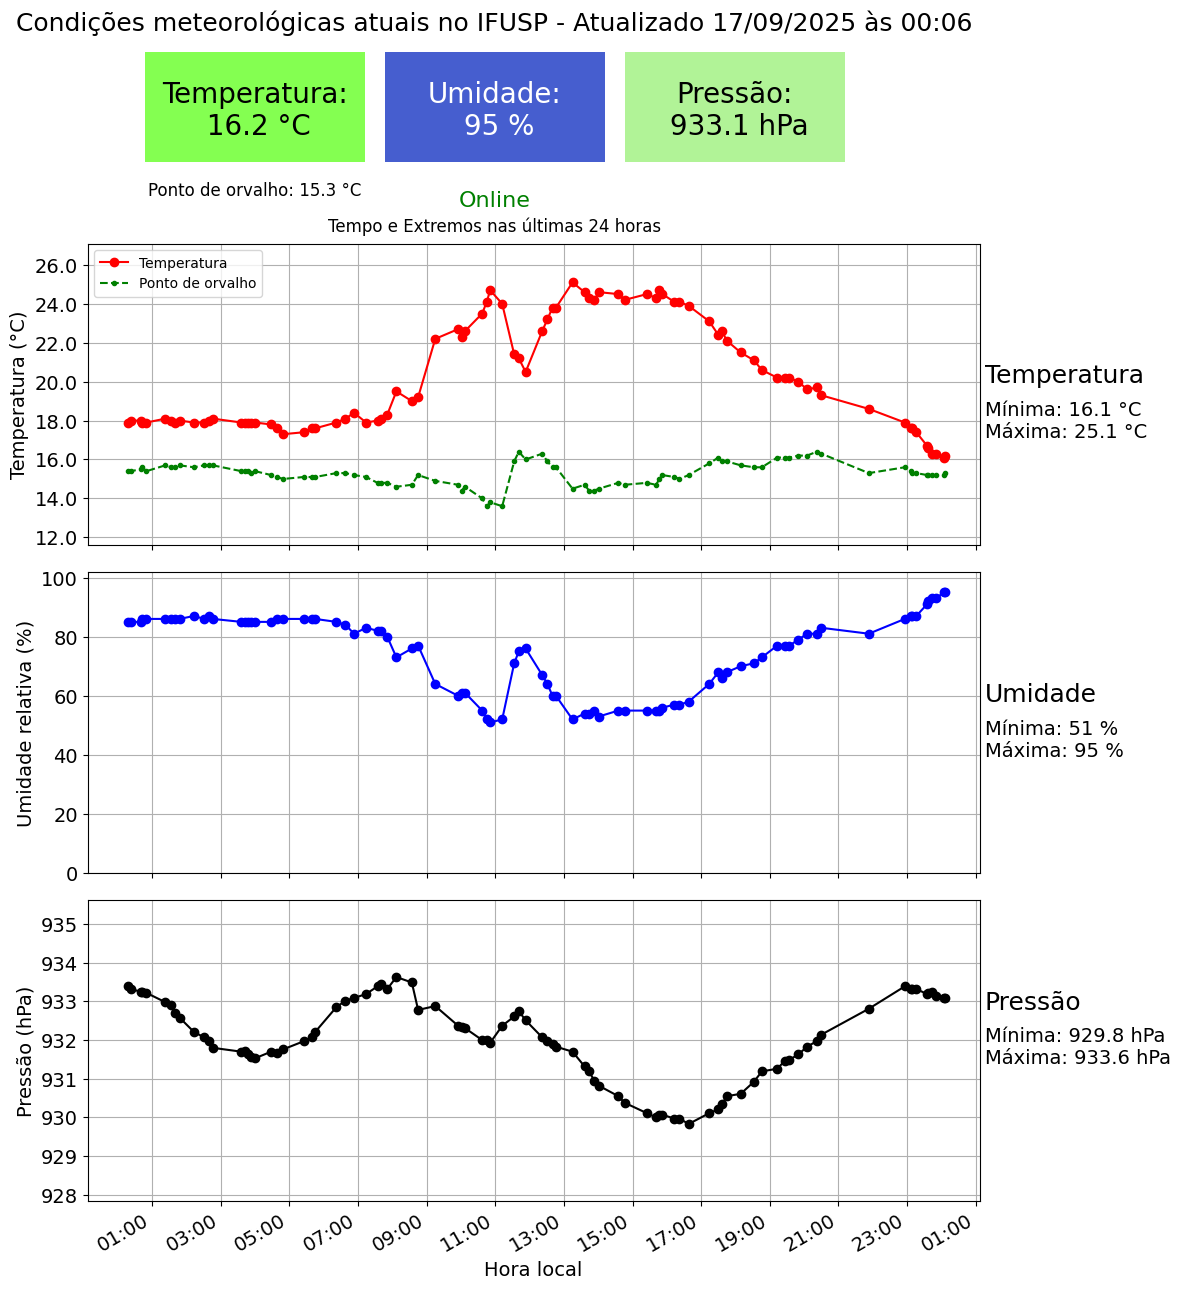 Condições meteorológicas atuais no IFUSP - Atualizado 17/09/2025 às 00:06
Temperatura:
16.2 °C
Umidade:
95 %
Pressão:
933.1 hPa
Ponto de orvalho: 15.3 °C
Online
Tempo e Extremos nas últimas 24 horas
Temperatura
Ponto de orvalho
Temperatura (°C)
26.0
24.0
22.0
20.0
18.0
16.0
14.0
12.0
Temperatura
Mínima: 16.1 °C
Máxima: 25.1 °C
Umidade relativa (%)
100
80
60
40
20
0
Umidade
Mínima: 51 %
Máxima: 95 %
Pressão (hPa)
935
934
933
932
931
930
929
928
Pressão
Mínima: 929.8 hPa
Máxima: 933.6 hPa
01:00 03:00 05:00 07:00 09:00 11:00 13:00 15:00 17:00 19:00 21:00 23:00 01:00
Hora local